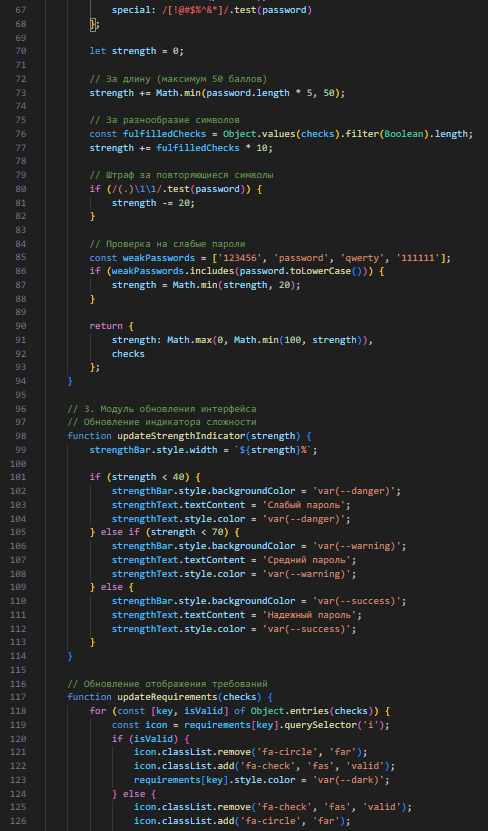 67 special: /[!@#$%^&*]/.test(password)
68 };
69
70 let strength = 0;
71
72 // За длину (максимум 50 баллов)
73 strength += Math.min(password.length * 5, 50);
74
75 // За разнообразие символов
76 const fulfilledChecks = Object.values(checks).filter(Boolean).length;
77 strength += fulfilledChecks * 10;
78
79 // Штраф за повторяющиеся символы
80 if (/(.)\1\1/.test(password)) {
81 strength -= 20;
82 }
83
84 // Проверка на слабые пароли
85 const weakPasswords = ['123456', 'password', 'qwerty', '111111'];
86 if (weakPasswords.includes(password.toLowerCase())) {
87 strength = Math.min(strength, 20);
88 }
89
90 return {
91 strength: Math.max(0, Math.min(100, strength)),
92 checks
93 };
94 }
95
96 // 3. Модуль обновления интерфейса
97 // Обновление индикатора сложности
98 function updateStrengthIndicator(strength) {
99 strengthBar.style.width = `${strength}%`;
100
101 if (strength < 40) {
102 strengthBar.style.backgroundColor = 'var(--danger)';
103 strengthText.textContent = 'Слабый пароль';
104 strengthText.style.color = 'var(--danger)';
105 } else if (strength < 70) {
106 strengthBar.style.backgroundColor = 'var(--warning)';
107 strengthText.textContent = 'Средний пароль';
108 strengthText.style.color = 'var(--warning)';
109 } else {
110 strengthBar.style.backgroundColor = 'var(--success)';
111 strengthText.textContent = 'Надежный пароль';
112 strengthText.style.color = 'var(--success)';
113 }
114 }
115
116 // Обновление отображения требований
117 function updateRequirements(checks) {
118 for (const [key, isValid] of Object.entries(checks)) {
119 const icon = requirements[key].querySelector('i');
120 if (isValid) {
121 icon.classList.remove('fa-circle', 'far');
122 icon.classList.add('fa-check', 'fas', 'valid');
123 requirements[key].style.color = 'var(--dark)';
124 } else {
125 icon.classList.remove('fa-check', 'fas', 'valid');
126 icon.classList.add('fa-circle', 'far');